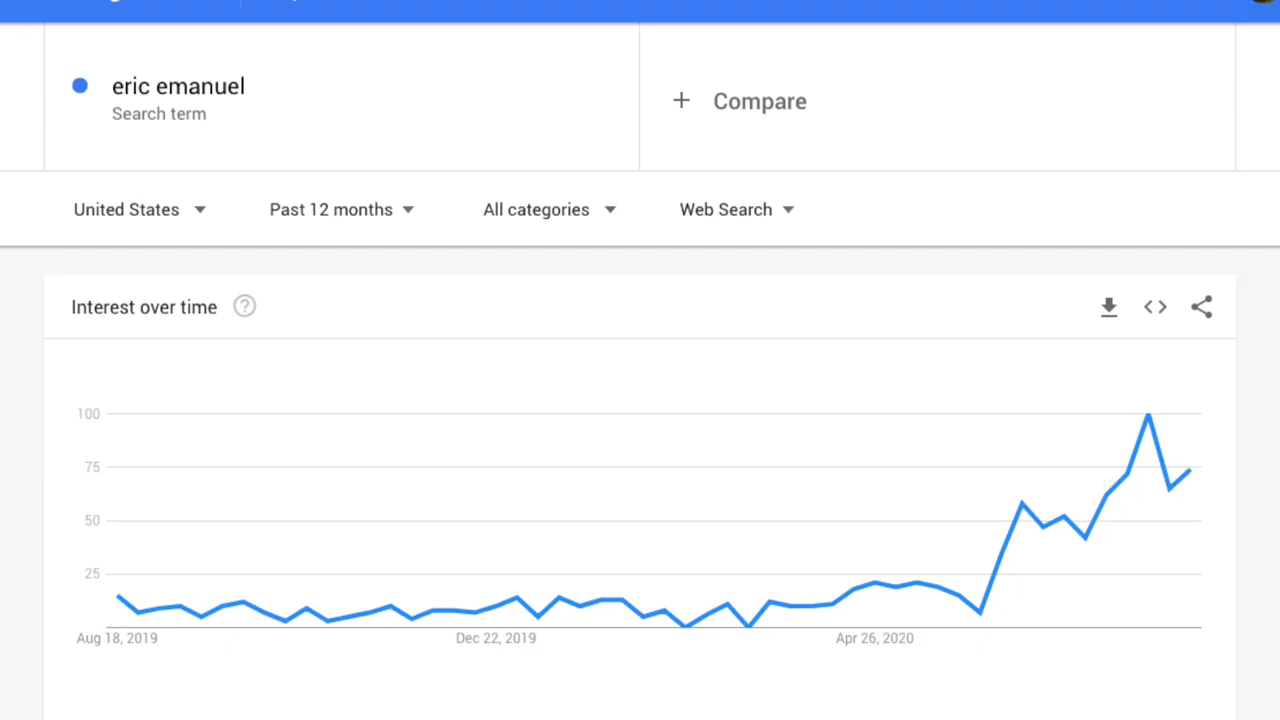 eric emanuel
Search term
+ Compare
United States
Past 12 months
All categories
Web Search
Interest over time ?
100
75
50
25
Aug 18, 2019
Dec 22, 2019
Apr 26, 2020